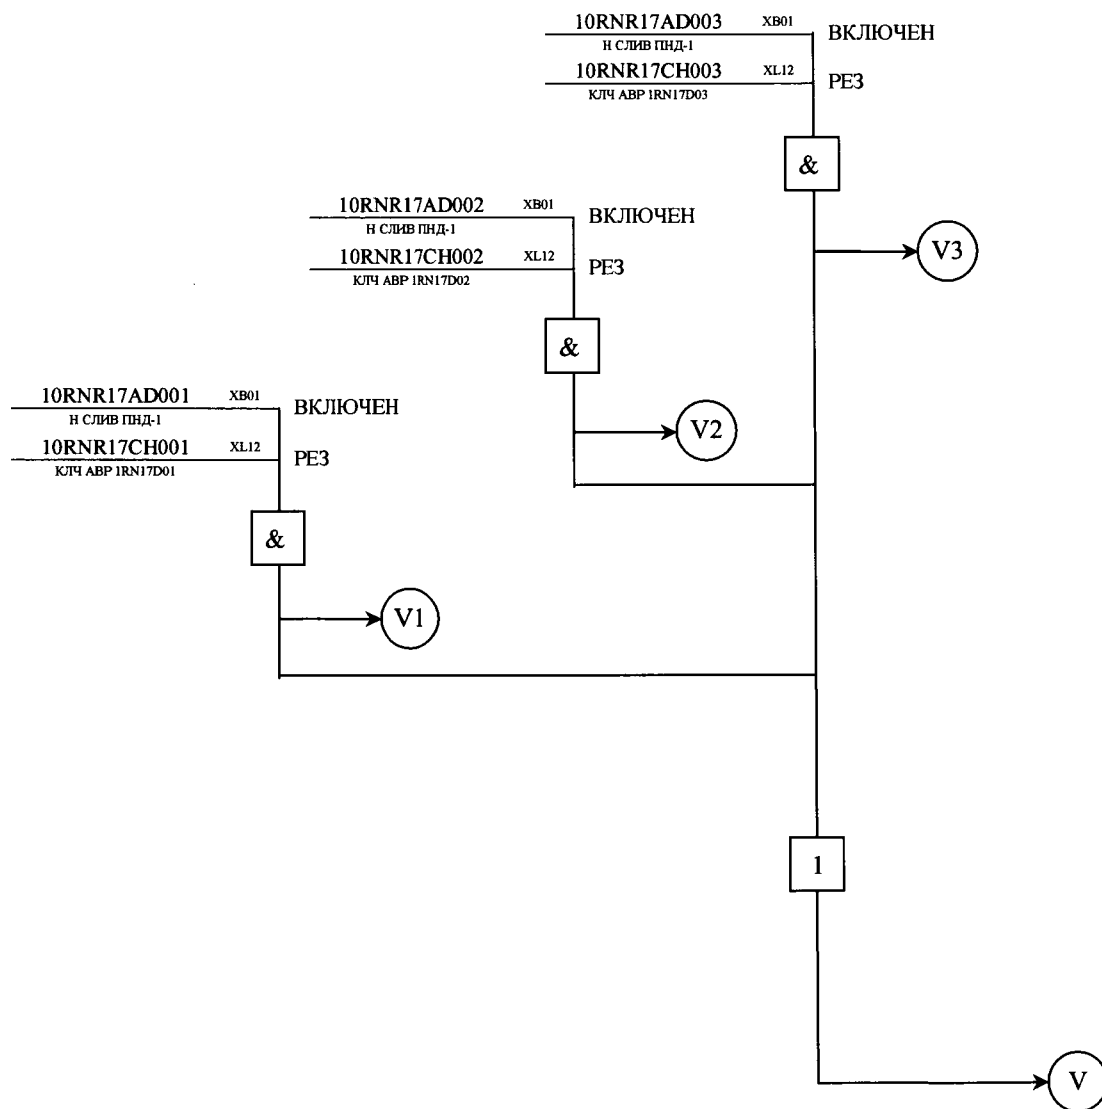 10RNR17AD003 XB01 ВКЛЮЧЕН
Н СЛИВ ПНД-1
10RNR17CH003 XL12 РЕЗ
КЛЧ АВР 1RN17D03
&
V3
10RNR17AD002 XB01 ВКЛЮЧЕН
Н СЛИВ ПНД-1
10RNR17CH002 XL12 РЕЗ
КЛЧ АВР 1RN17D02
&
V2
10RNR17AD001 XB01 ВКЛЮЧЕН
Н СЛИВ ПНД-1
10RNR17CH001 XL12 РЕЗ
КЛЧ АВР 1RN17D01
&
V1
1
V